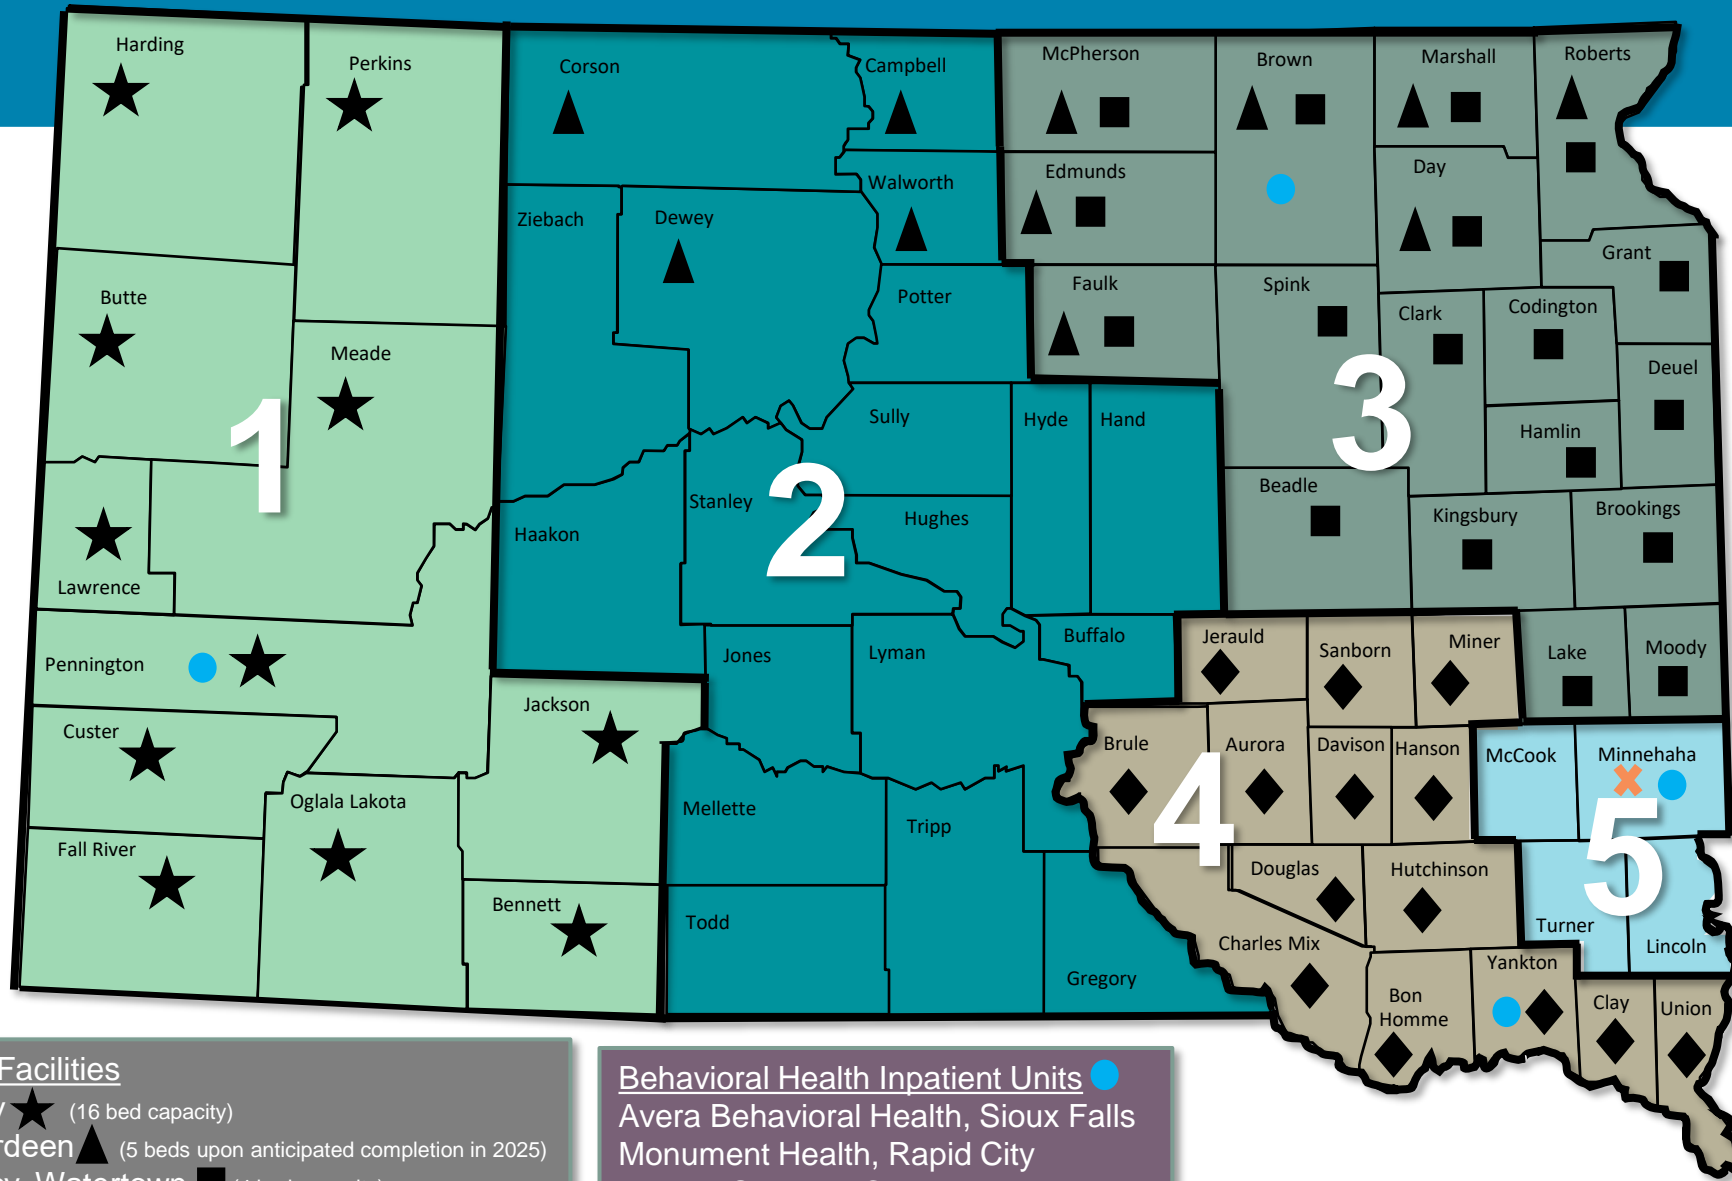 Harding
Perkins
Corson
Campbell
McPherson
Brown
Marshall
Roberts
Ziebach
Dewey
Walworth
Edmunds
Day
Grant
Butte
Meade
Potter
Faulk
Spink
Clark
Codington
Deuel
1
Sully
Hyde
Hand
3
Hamlin
Lawrence
Haakon
Stanley
2
Hughes
Beadle
Kingsbury
Brookings
Pennington
Jones
Lyman
Buffalo
Jerauld
Sanborn
Miner
Lake
Moody
Custer
Jackson
Brule
Aurora
Davison
Hanson
McCook
Minnehaha
Oglala Lakota
Mellette
Tripp
4
5
Fall River
Bennett
Todd
Gregory
Douglas
Hutchinson
Charles Mix
Turner
Lincoln
Bon
Homme
Yankton
Clay
Union
Facilities
(16 bed capacity)
rdeen (5 beds upon anticipated completion in 2025)
Behavioral Health Inpatient Units
Avera Behavioral Health, Sioux Falls
Monument Health, Rapid City